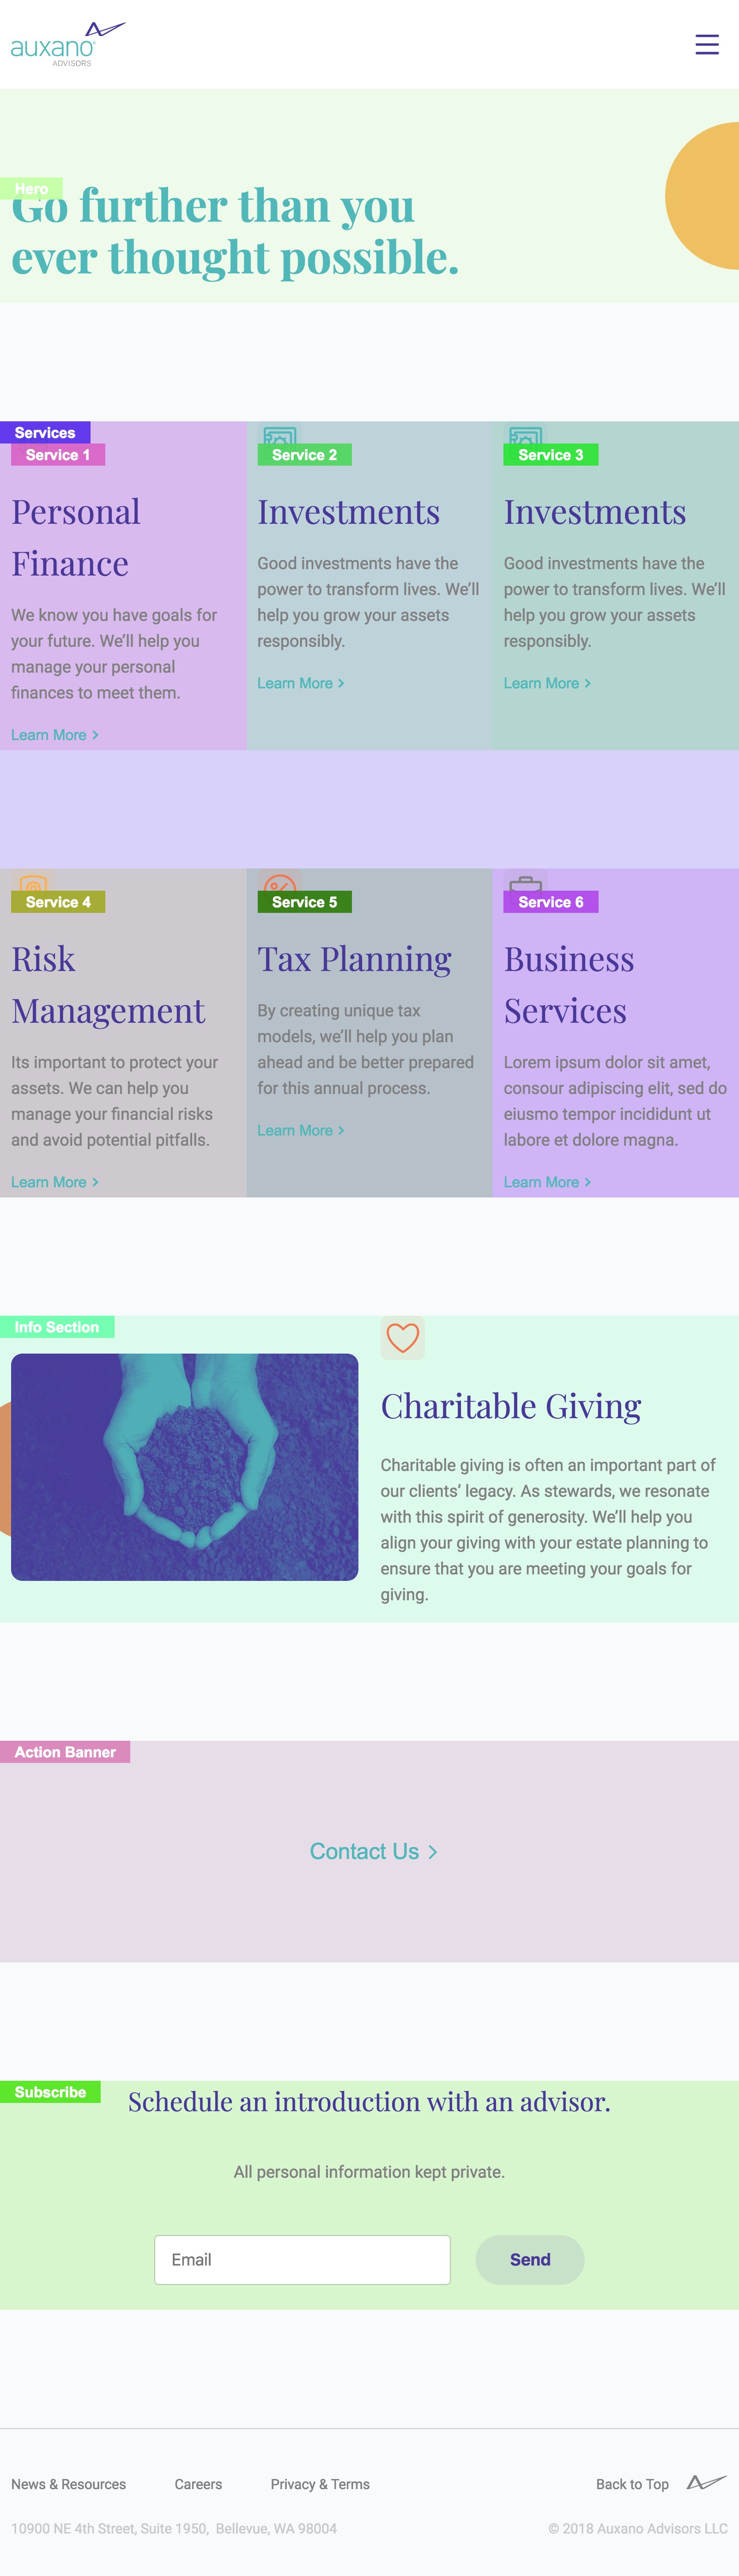 auxano
ADVISORS
Hero
Go further than you
ever thought possible.
Services
Service 1
Personal
Finance
We know you have goals for
your future. We’ll help you
manage your personal
finances to meet them.
Learn More
Service 2
Investments
Good investments have the
power to transform lives. We’ll
help you grow your assets
responsibly.
Learn More
Service 3
Investments
Good investments have the
power to transform lives. We’ll
help you grow your assets
responsibly.
Learn More
Service 4
Risk
Management
Its important to protect your
assets. We can help you
manage your financial risks
and avoid potential pitfalls.
Learn More
Service 5
Tax Planning
By creating unique tax
models, we’ll help you plan
ahead and be better prepared
for this annual process.
Learn More
Service 6
Business
Services
Lorem ipsum dolor sit amet,
consour adipiscing elit, sed do
eiusmo tempor incididunt ut
labore et dolore magna.
Learn More
Info Section
Charitable Giving
Charitable giving is often an important part of
our clients’ legacy. As stewards, we resonate
with this spirit of generosity. We’ll help you
align your giving with your estate planning to
ensure that you are meeting your goals for
giving.
Action Banner
Contact Us
Subscribe
Schedule an introduction with an advisor.
All personal information kept private.
Email
Send
News & Resources
Careers
Privacy & Terms
Back to Top
10900 NE 4th Street, Suite 1950, Bellevue, WA 98004
© 2018 Auxano Advisors LLC